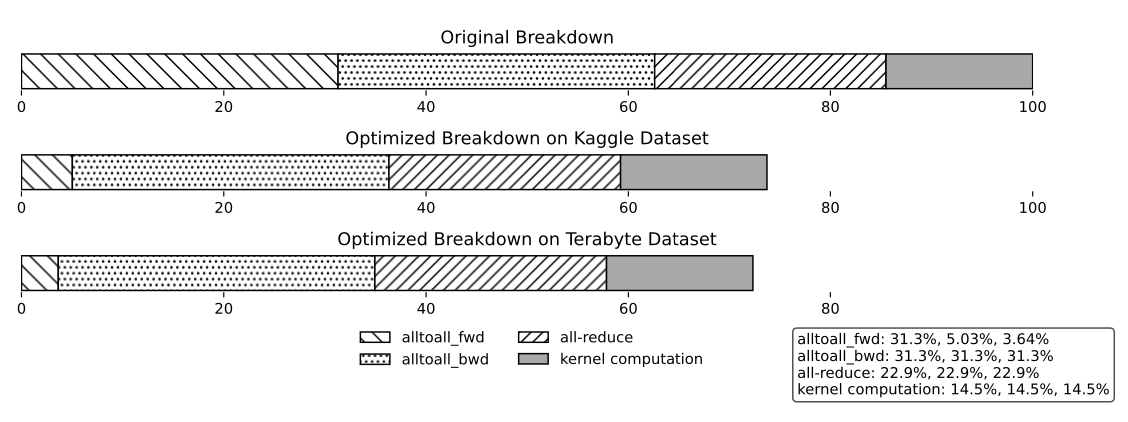 Original Breakdown
0 20 40 60 80 100
Optimized Breakdown on Kaggle Dataset
0 20 40 60 80 100
Optimized Breakdown on Terabyte Dataset
0 20 40 60 80
alltoall_fwd all-reduce
alltoall_bwd kernel computation
alltoall_fwd: 31.3%, 5.03%, 3.64%
alltoall_bwd: 31.3%, 31.3%, 31.3%
all-reduce: 22.9%, 22.9%, 22.9%
kernel computation: 14.5%, 14.5%, 14.5%